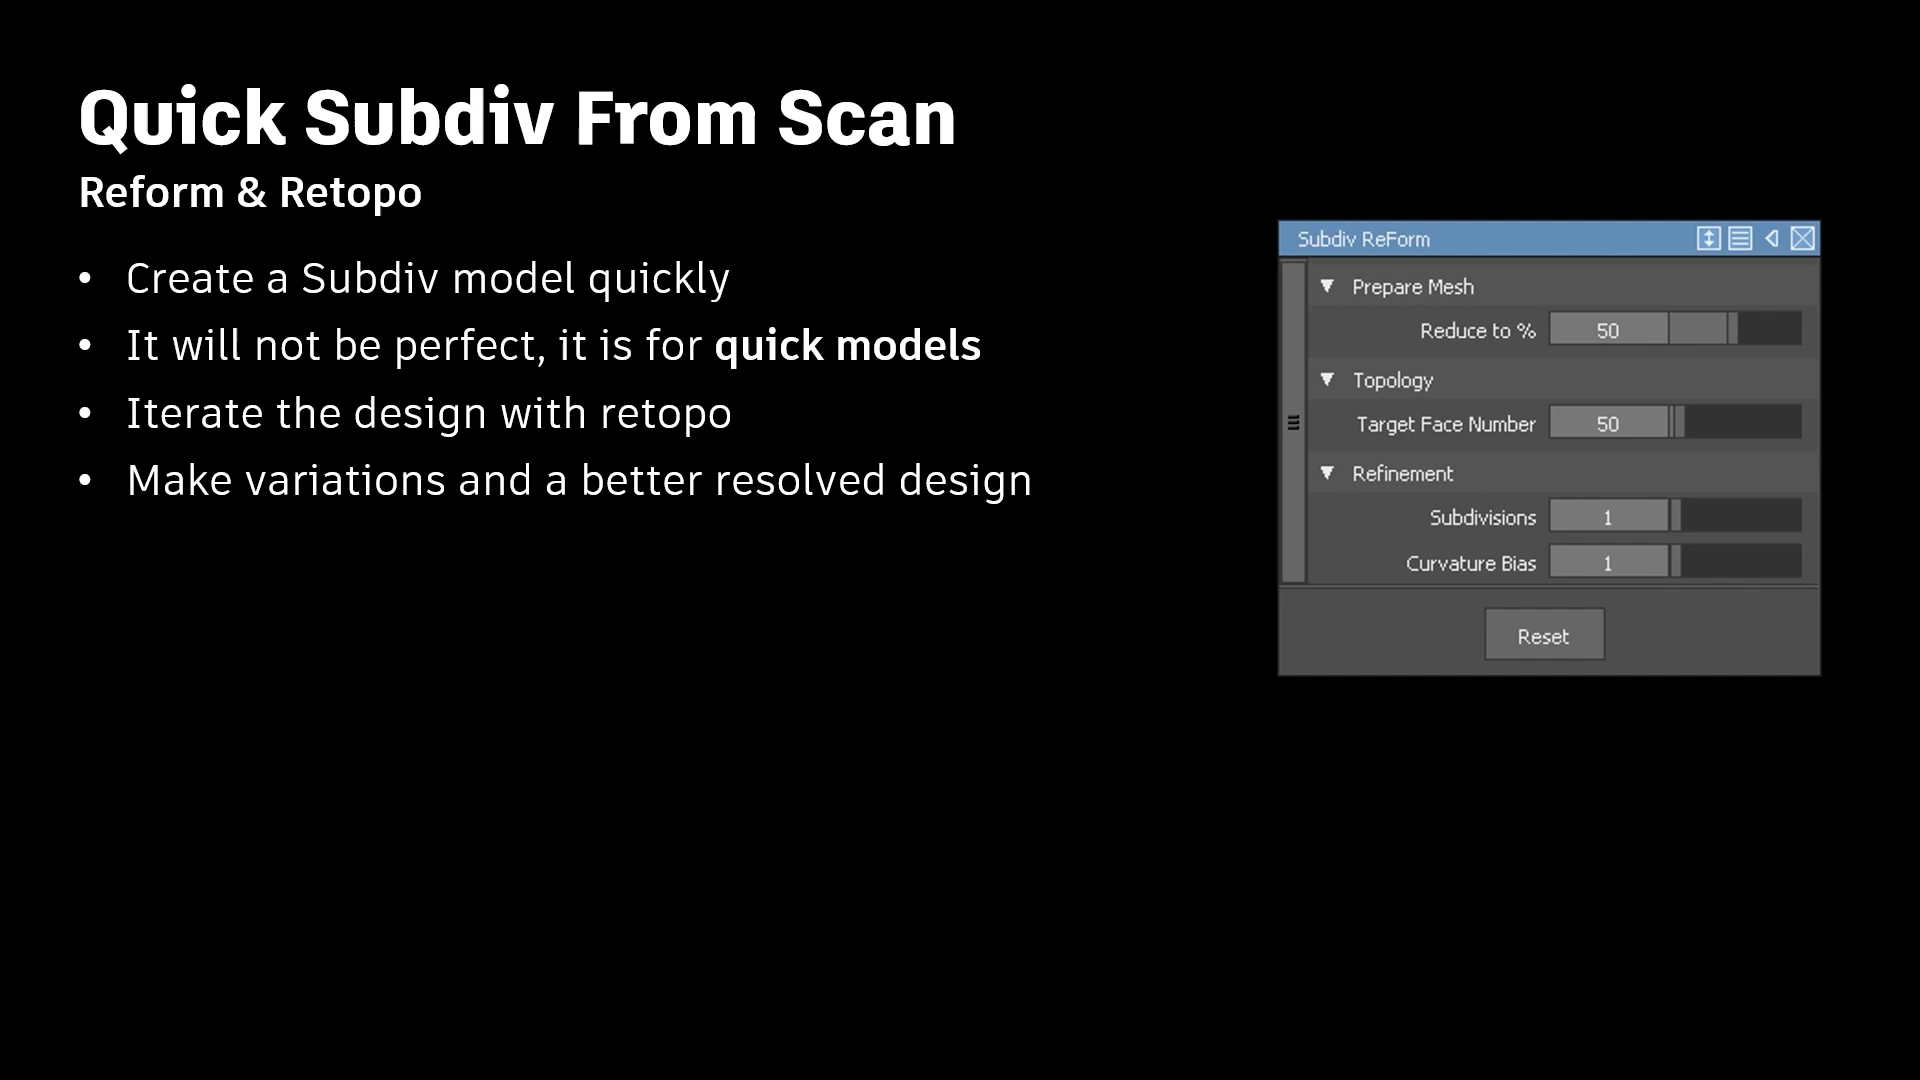 Quick Subdiv From Scan
Reform & Retopo
• Create a Subdiv model quickly
• It will not be perfect, it is for quick models
• Iterate the design with retopo
• Make variations and a better resolved design
Subdiv ReForm
Prepare Mesh
Reduce to % 50
Topology
Target Face Number 50
Refinement
Subdivisions 1
Curvature Bias 1
Reset